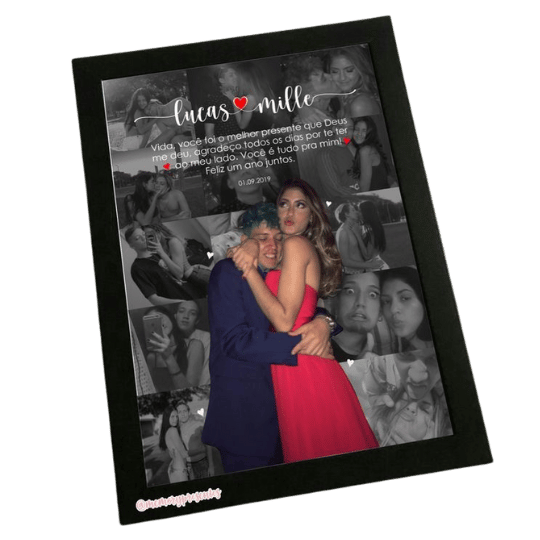 lucas mille
Vida, você foi o melhor presente que Deus
me deu, agradeço todos os dias por te ter
ao meu lado. Você é tudo pra mim!
Feliz um ano juntos.
01.09.2019
@memoryypresentes